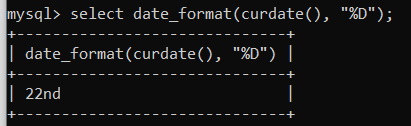 mysql> select date_format(curdate(), "%D");
+-----------------------------+
| date_format(curdate(), "%D") |
+-----------------------------+
| 22nd                         |
+-----------------------------+